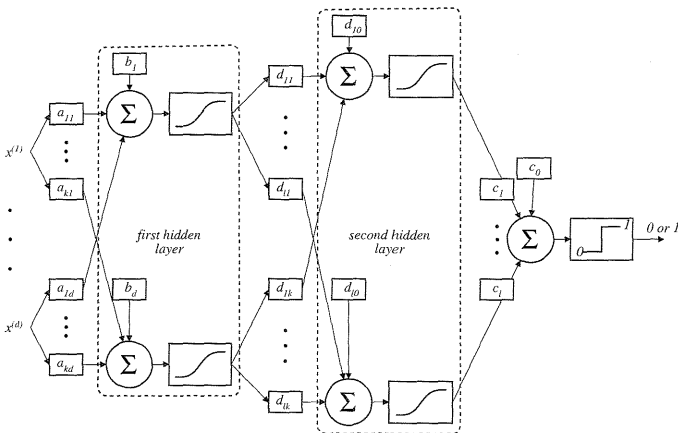 d10
b1
d11
Σ
a11
Σ
x(1)
ak1
dl1
c0
c1
first hidden
layer
second hidden
layer
Σ
0
1
0 or 1
a1d
bd
d1k
dl0
cl
x(d)
akd
Σ
dlk
Σ